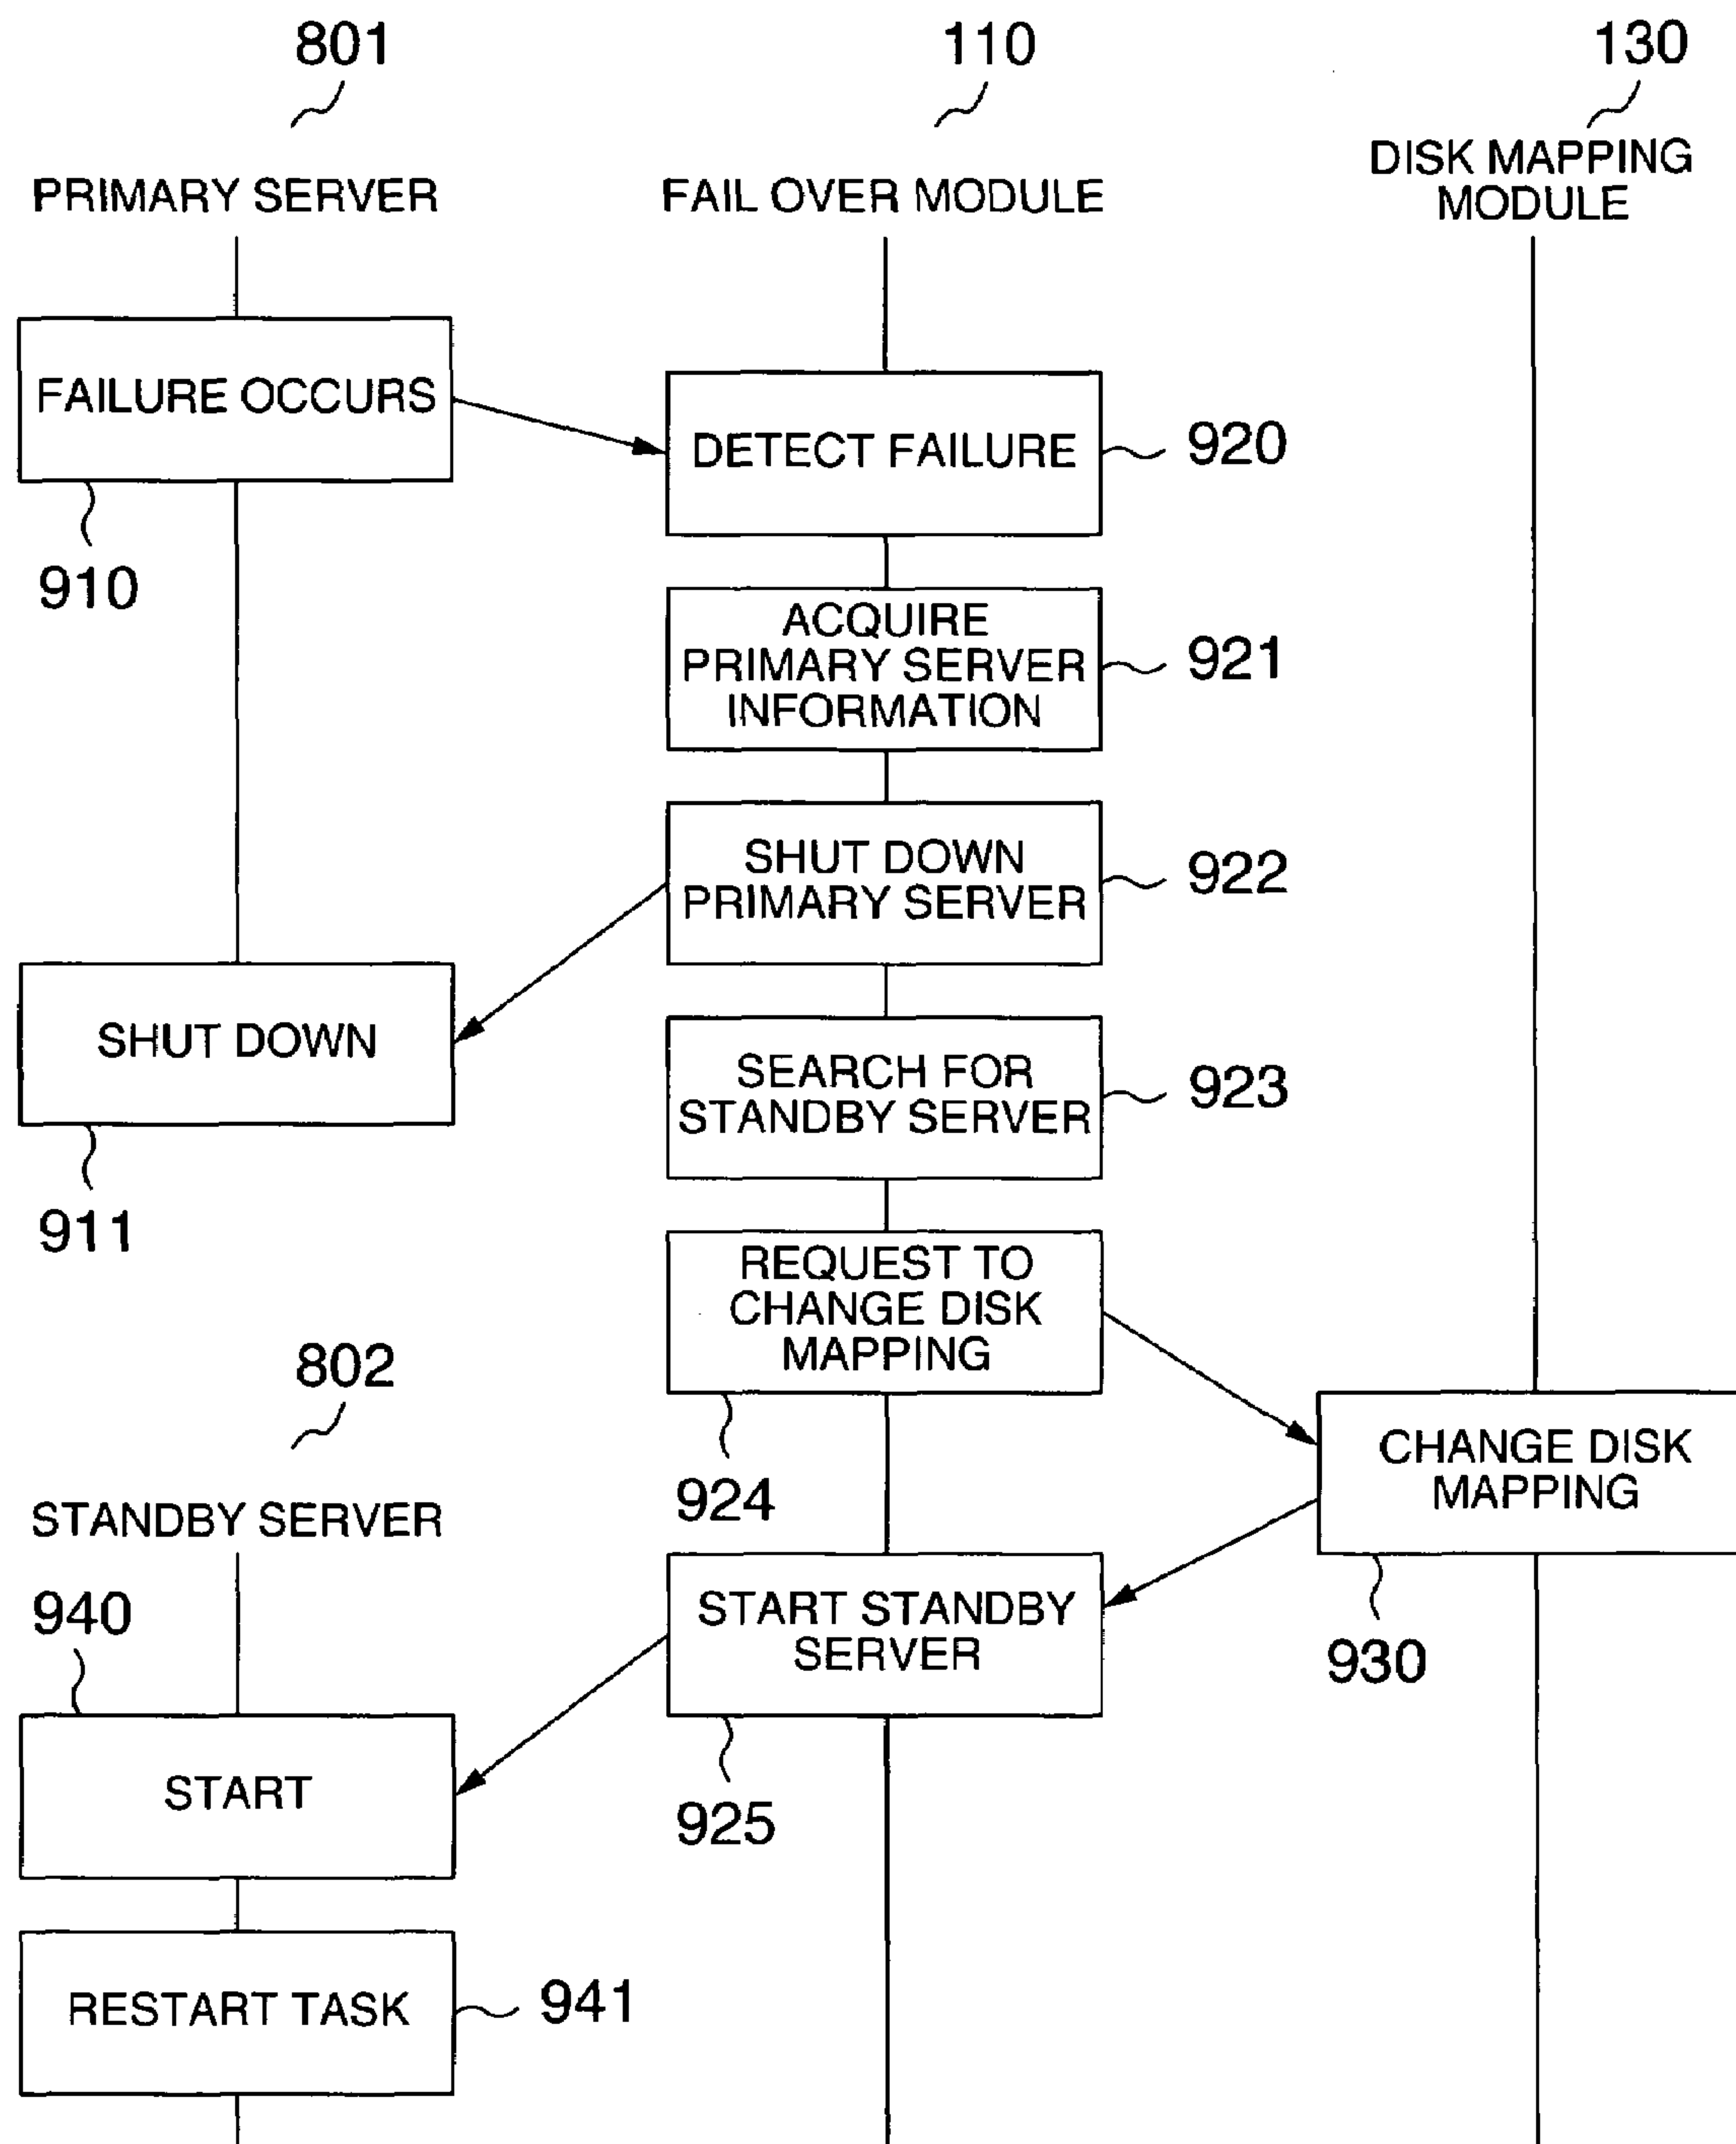 801
110
130
PRIMARY SERVER
FAIL OVER MODULE
DISK MAPPING
MODULE
FAILURE OCCURS
910
DETECT FAILURE
920
ACQUIRE
PRIMARY SERVER
INFORMATION
921
SHUT DOWN
PRIMARY SERVER
922
SHUT DOWN
911
SEARCH FOR
STANDBY SERVER
923
REQUEST TO
CHANGE DISK
MAPPING
924
CHANGE DISK
MAPPING
930
802
STANDBY SERVER
START STANDBY
SERVER
925
940
START
RESTART TASK
941